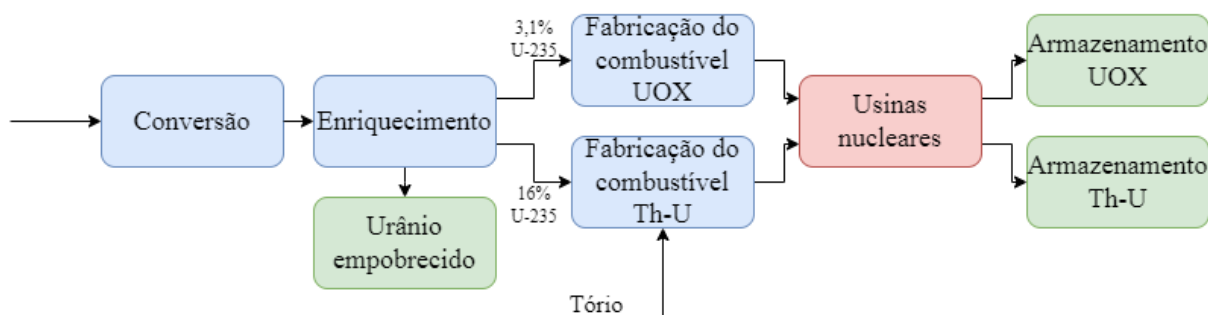 Conversão
Enriquecimento
Urânio
empobrecido
3,1%
U-235
16%
U-235
Fabricação do
combustível
UOX
Fabricação do
combustível
Th-U
Tório
Usinas
nucleares
Armazenamento
UOX
Armazenamento
Th-U